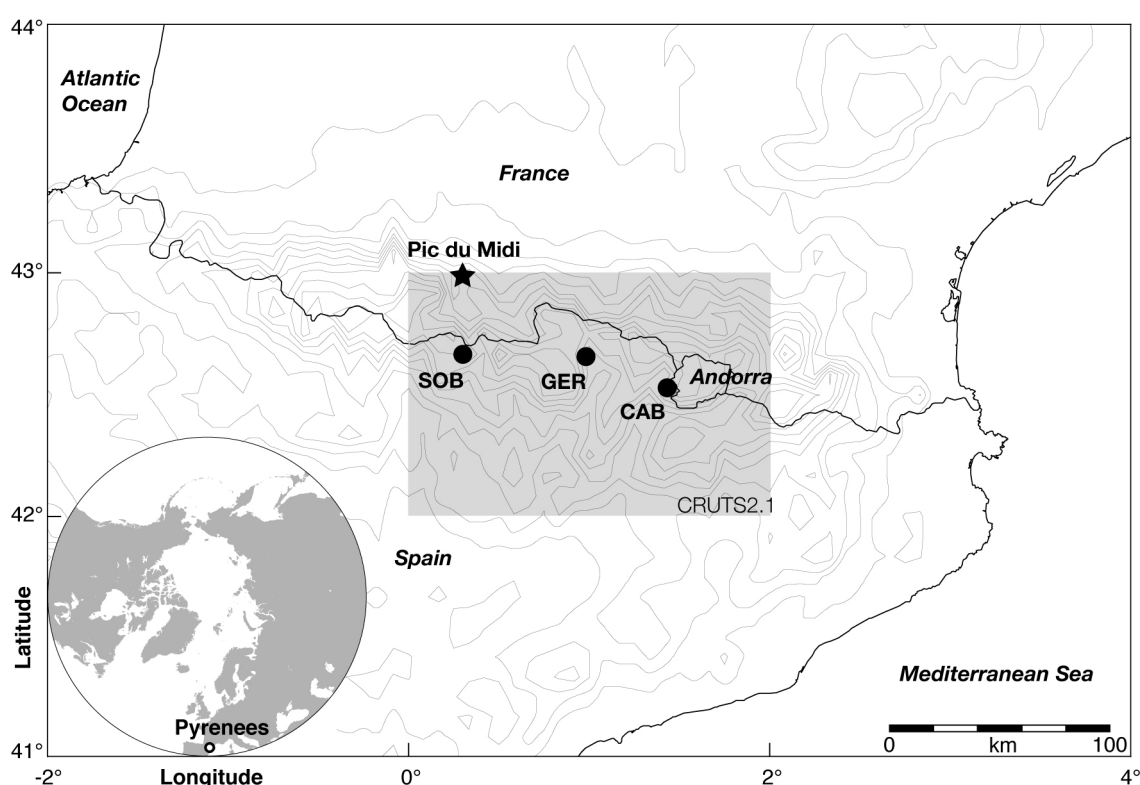 44°
Atlantic
Ocean
France
Pic du Midi
43°
SOB
GER
Andorra
CAB
CRUTS2.1
42°
Spain
Latitude
Mediterranean Sea
Pyrenees
0 km 100
41°
-2° Longitude 0° 2° 4°